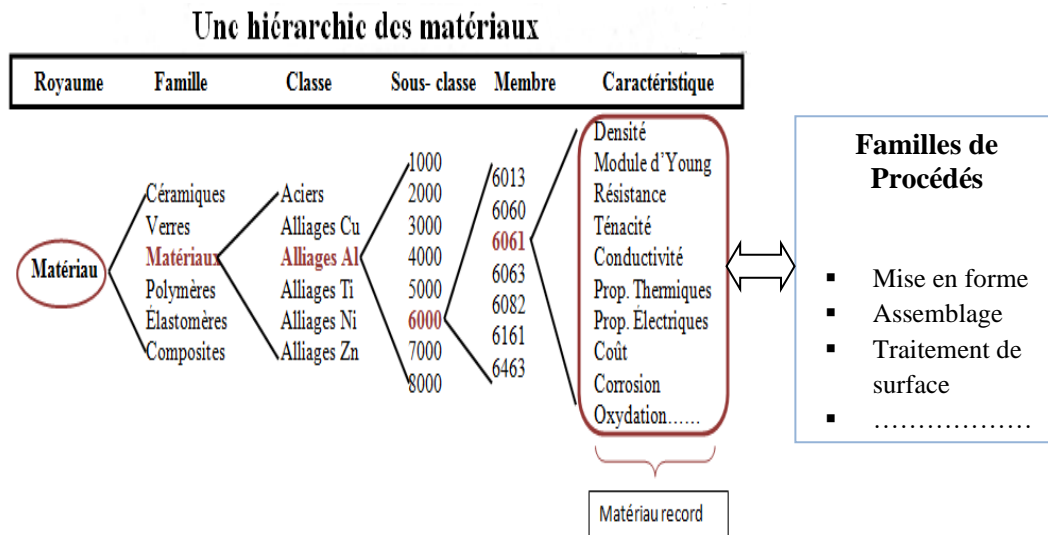 Une hiérarchie des matériaux
Royaume Famille Classe Sous- classe Membre Caractéristique
Matériau
Céramiques
Verres
Matériaux
Polymères
Élastomères
Composites
Aciers
Alliages Cu
Alliages Al
Alliages Ti
Alliages Ni
Alliages Zn
1000
2000
3000
4000
5000
6000
7000
8000
6013
6060
6061
6063
6082
6161
6463
Densité
Module d’Young
Résistance
Ténacité
Conductivité
Prop. Thermiques
Prop. Électriques
Coût
Corrosion
Oxydation……
Matériau record
Familles de
Procédés
▪ Mise en forme
▪ Assemblage
▪ Traitement de
surface
▪ ………………